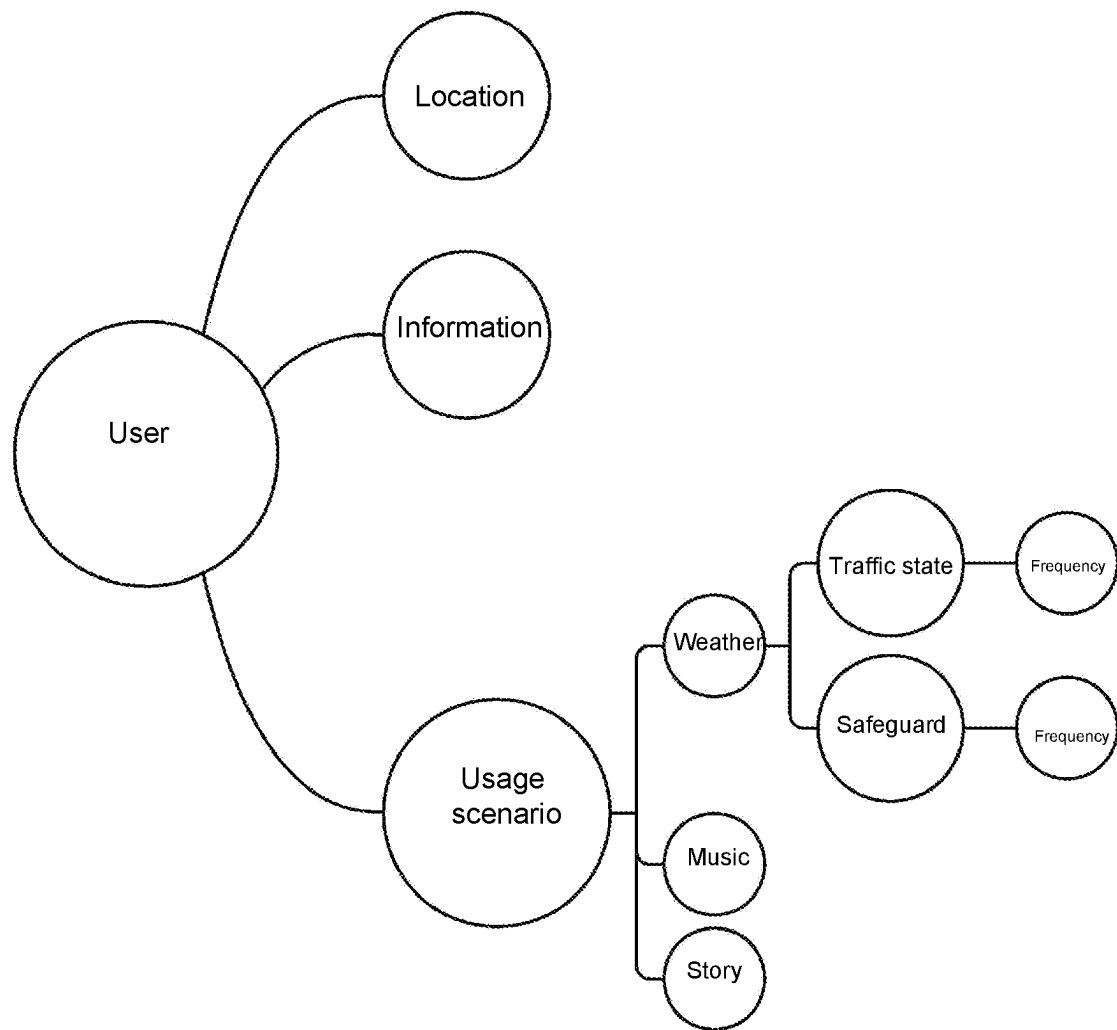 Location
Information
User
Traffic state
Frequency
Weather
Safeguard
Frequency
Usage
scenario
Music
Story